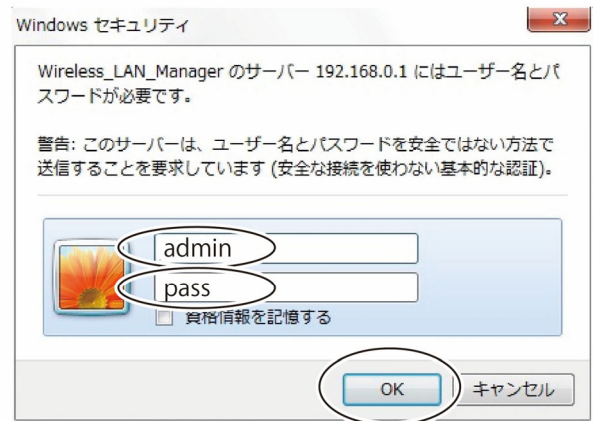 Windows セキュリティ
Wireless_LAN_Manager のサーバー 192.168.0.1 にはユーザー名とパ
スワードが必要です。
警告: このサーバーは、ユーザー名とパスワードを安全ではない方法で
送信することを要求しています (安全な接続を使わない基本的な認証)。
admin
pass
資格情報を記憶する
OK キャンセル